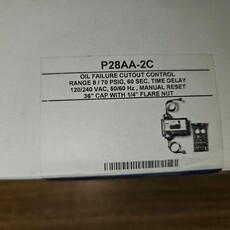 P28AA-2C
OIL FAILURE CUTOUT CONTROL
RANGE 8 / 70 PSIG, 60 SEC. TIME DELAY
120/240 VAC, 50/60 Hz , MANUAL RESET
36" CAP WITH 1/4" FLARE NUT